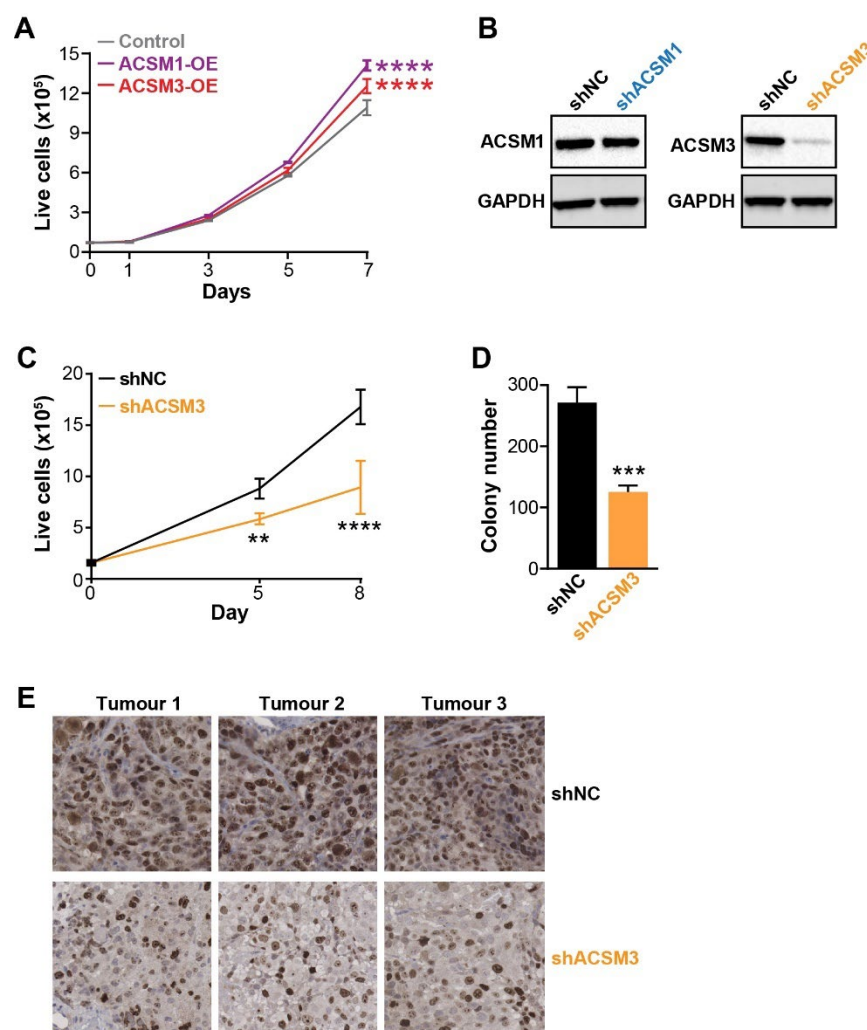 A
Control
ACSM1-OE
ACSM3-OE
****
****
Live cells (x10⁵)
15
12
9
6
3
0
0 1 3 5 7
Days
B
shNC shACSM1
ACSM1
GAPDH
shNC shACSM3
ACSM3
GAPDH
C
shNC
shACSM3
Live cells (x10⁵)
20
15
10
5
0
**
****
0 5 8
Day
D
Colony number
300
200
100
0
***
shNC
shACSM3
E
Tumour 1 Tumour 2 Tumour 3
shNC
shACSM3